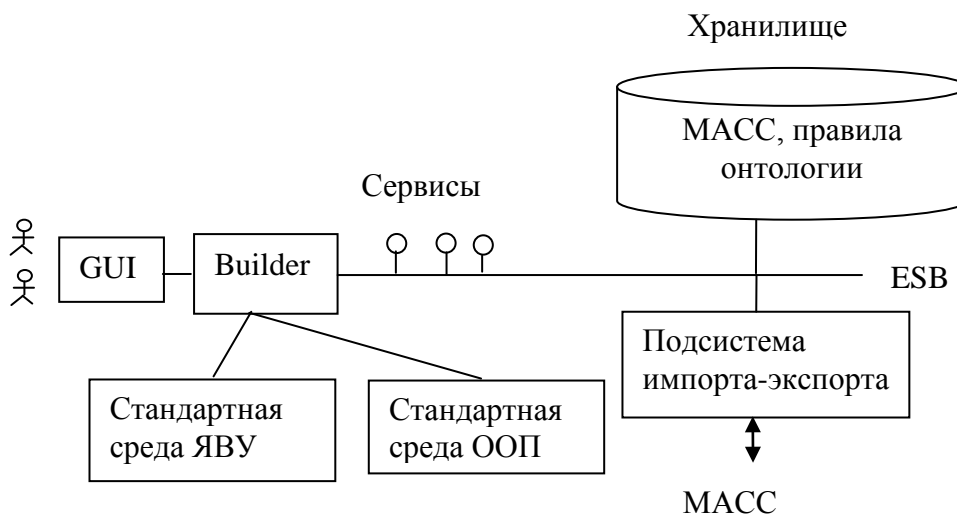 Хранилище
МАСС, правила
онтологии
Сервисы
GUI
Builder
ESB
Подсистема
импорта-экспорта
Стандартная
среда ЯВУ
Стандартная
среда ООП
МАСС